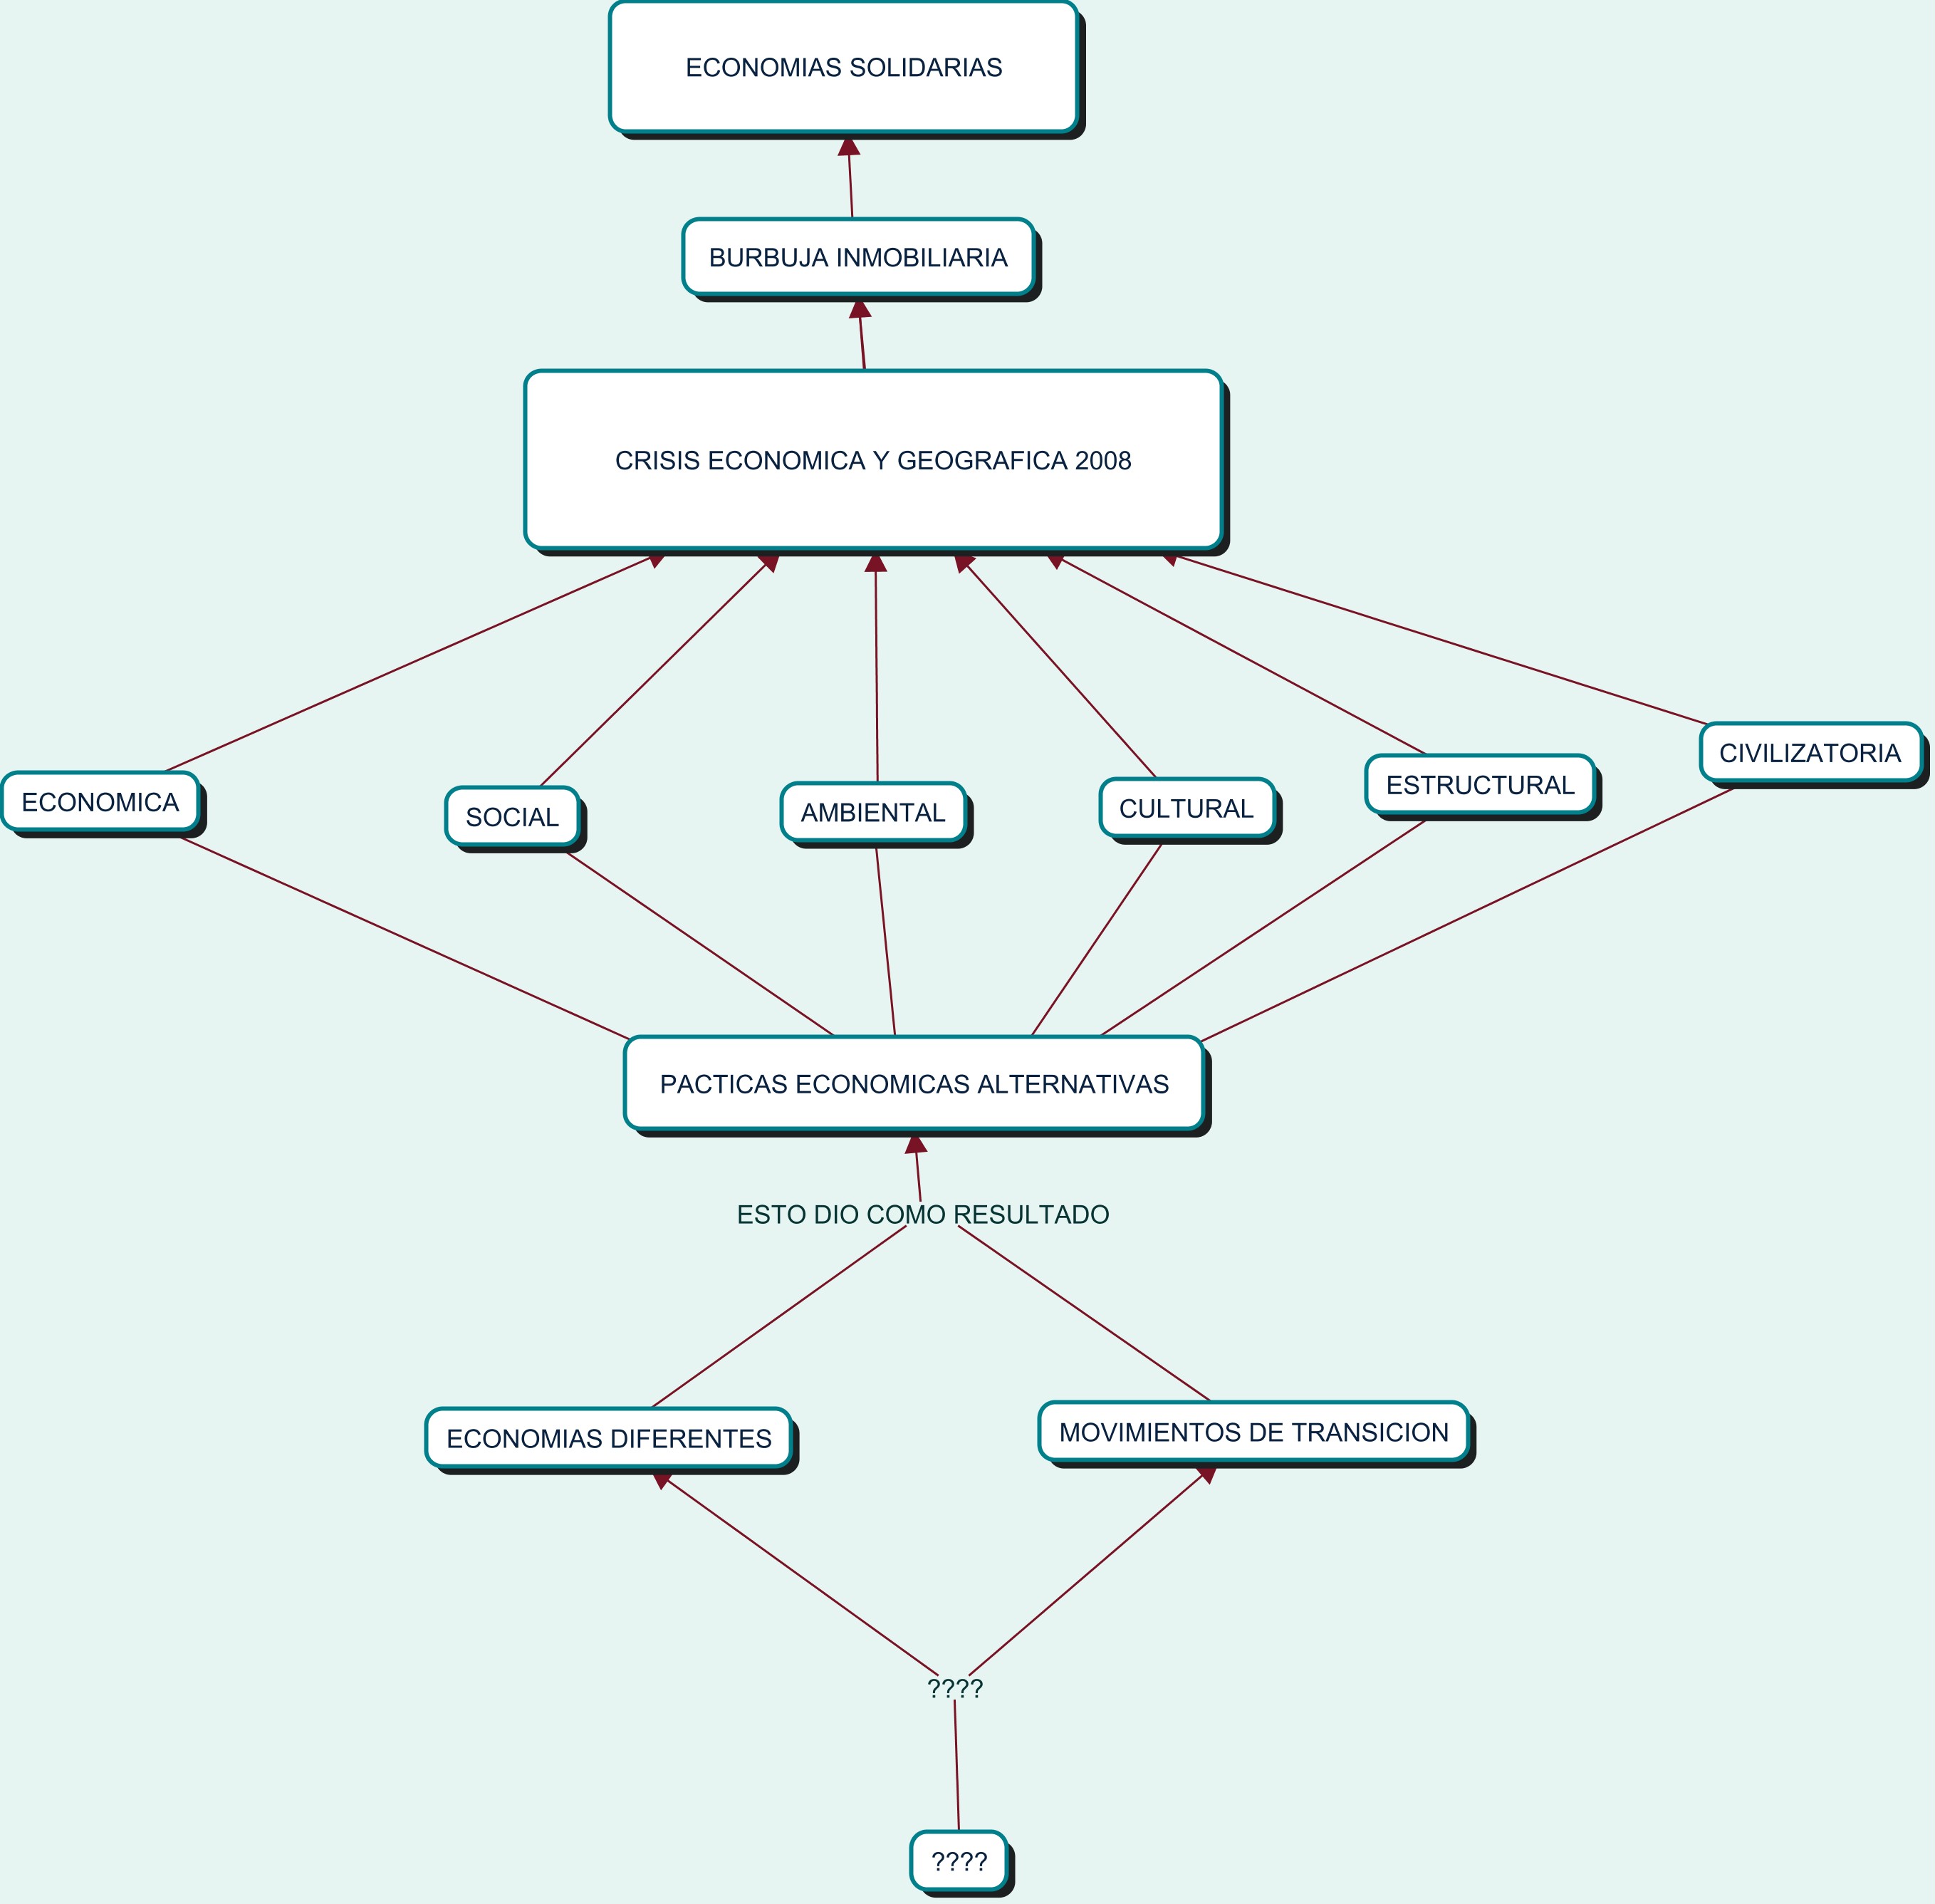 ECONOMIAS SOLIDARIAS
BURBUJA INMOBILIARIA
CRISIS ECONOMICA Y GEOGRAFICA 2008
ECONOMICA
SOCIAL
AMBIENTAL
CULTURAL
ESTRUCTURAL
CIVILIZATORIA
PACTICAS ECONOMICAS ALTERNATIVAS
ESTO DIO COMO RESULTADO
ECONOMIAS DIFERENTES
MOVIMIENTOS DE TRANSICION
????
????